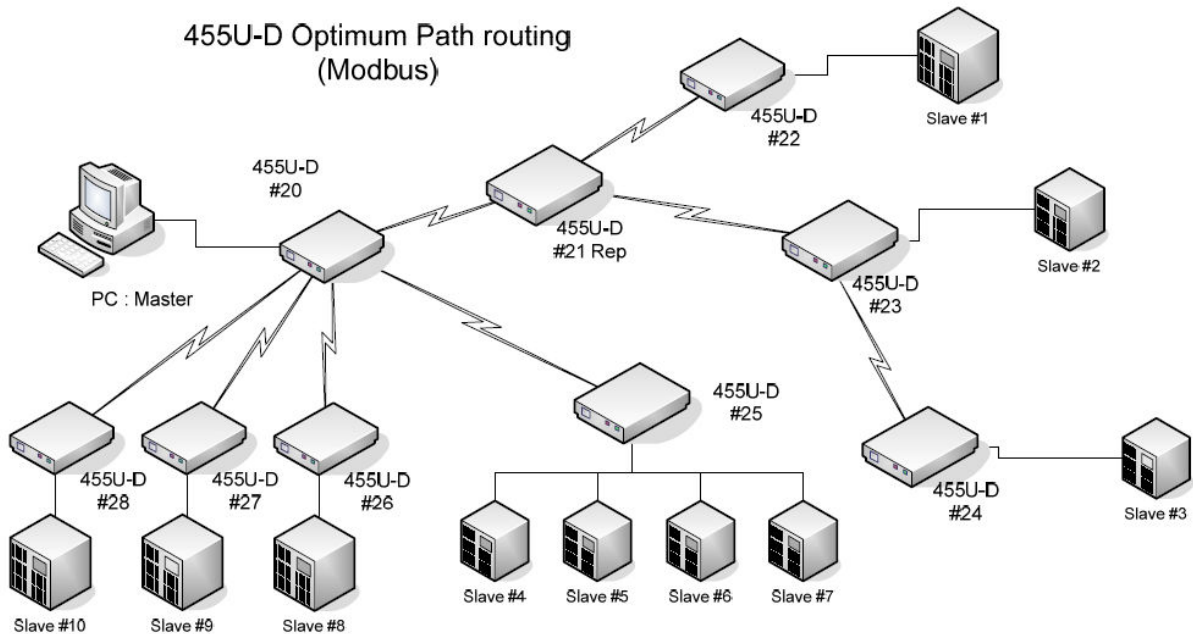 455U-D Optimum Path routing
(Modbus)
455U-D
#22
Slave #1
455U-D
#20
455U-D
#21 Rep
PC : Master
455U-D
#23
Slave #2
455U-D
#25
455U-D
#24
Slave #3
455U-D
#28
455U-D
#27
455U-D
#26
Slave #4
Slave #5
Slave #6
Slave #7
Slave #10
Slave #9
Slave #8